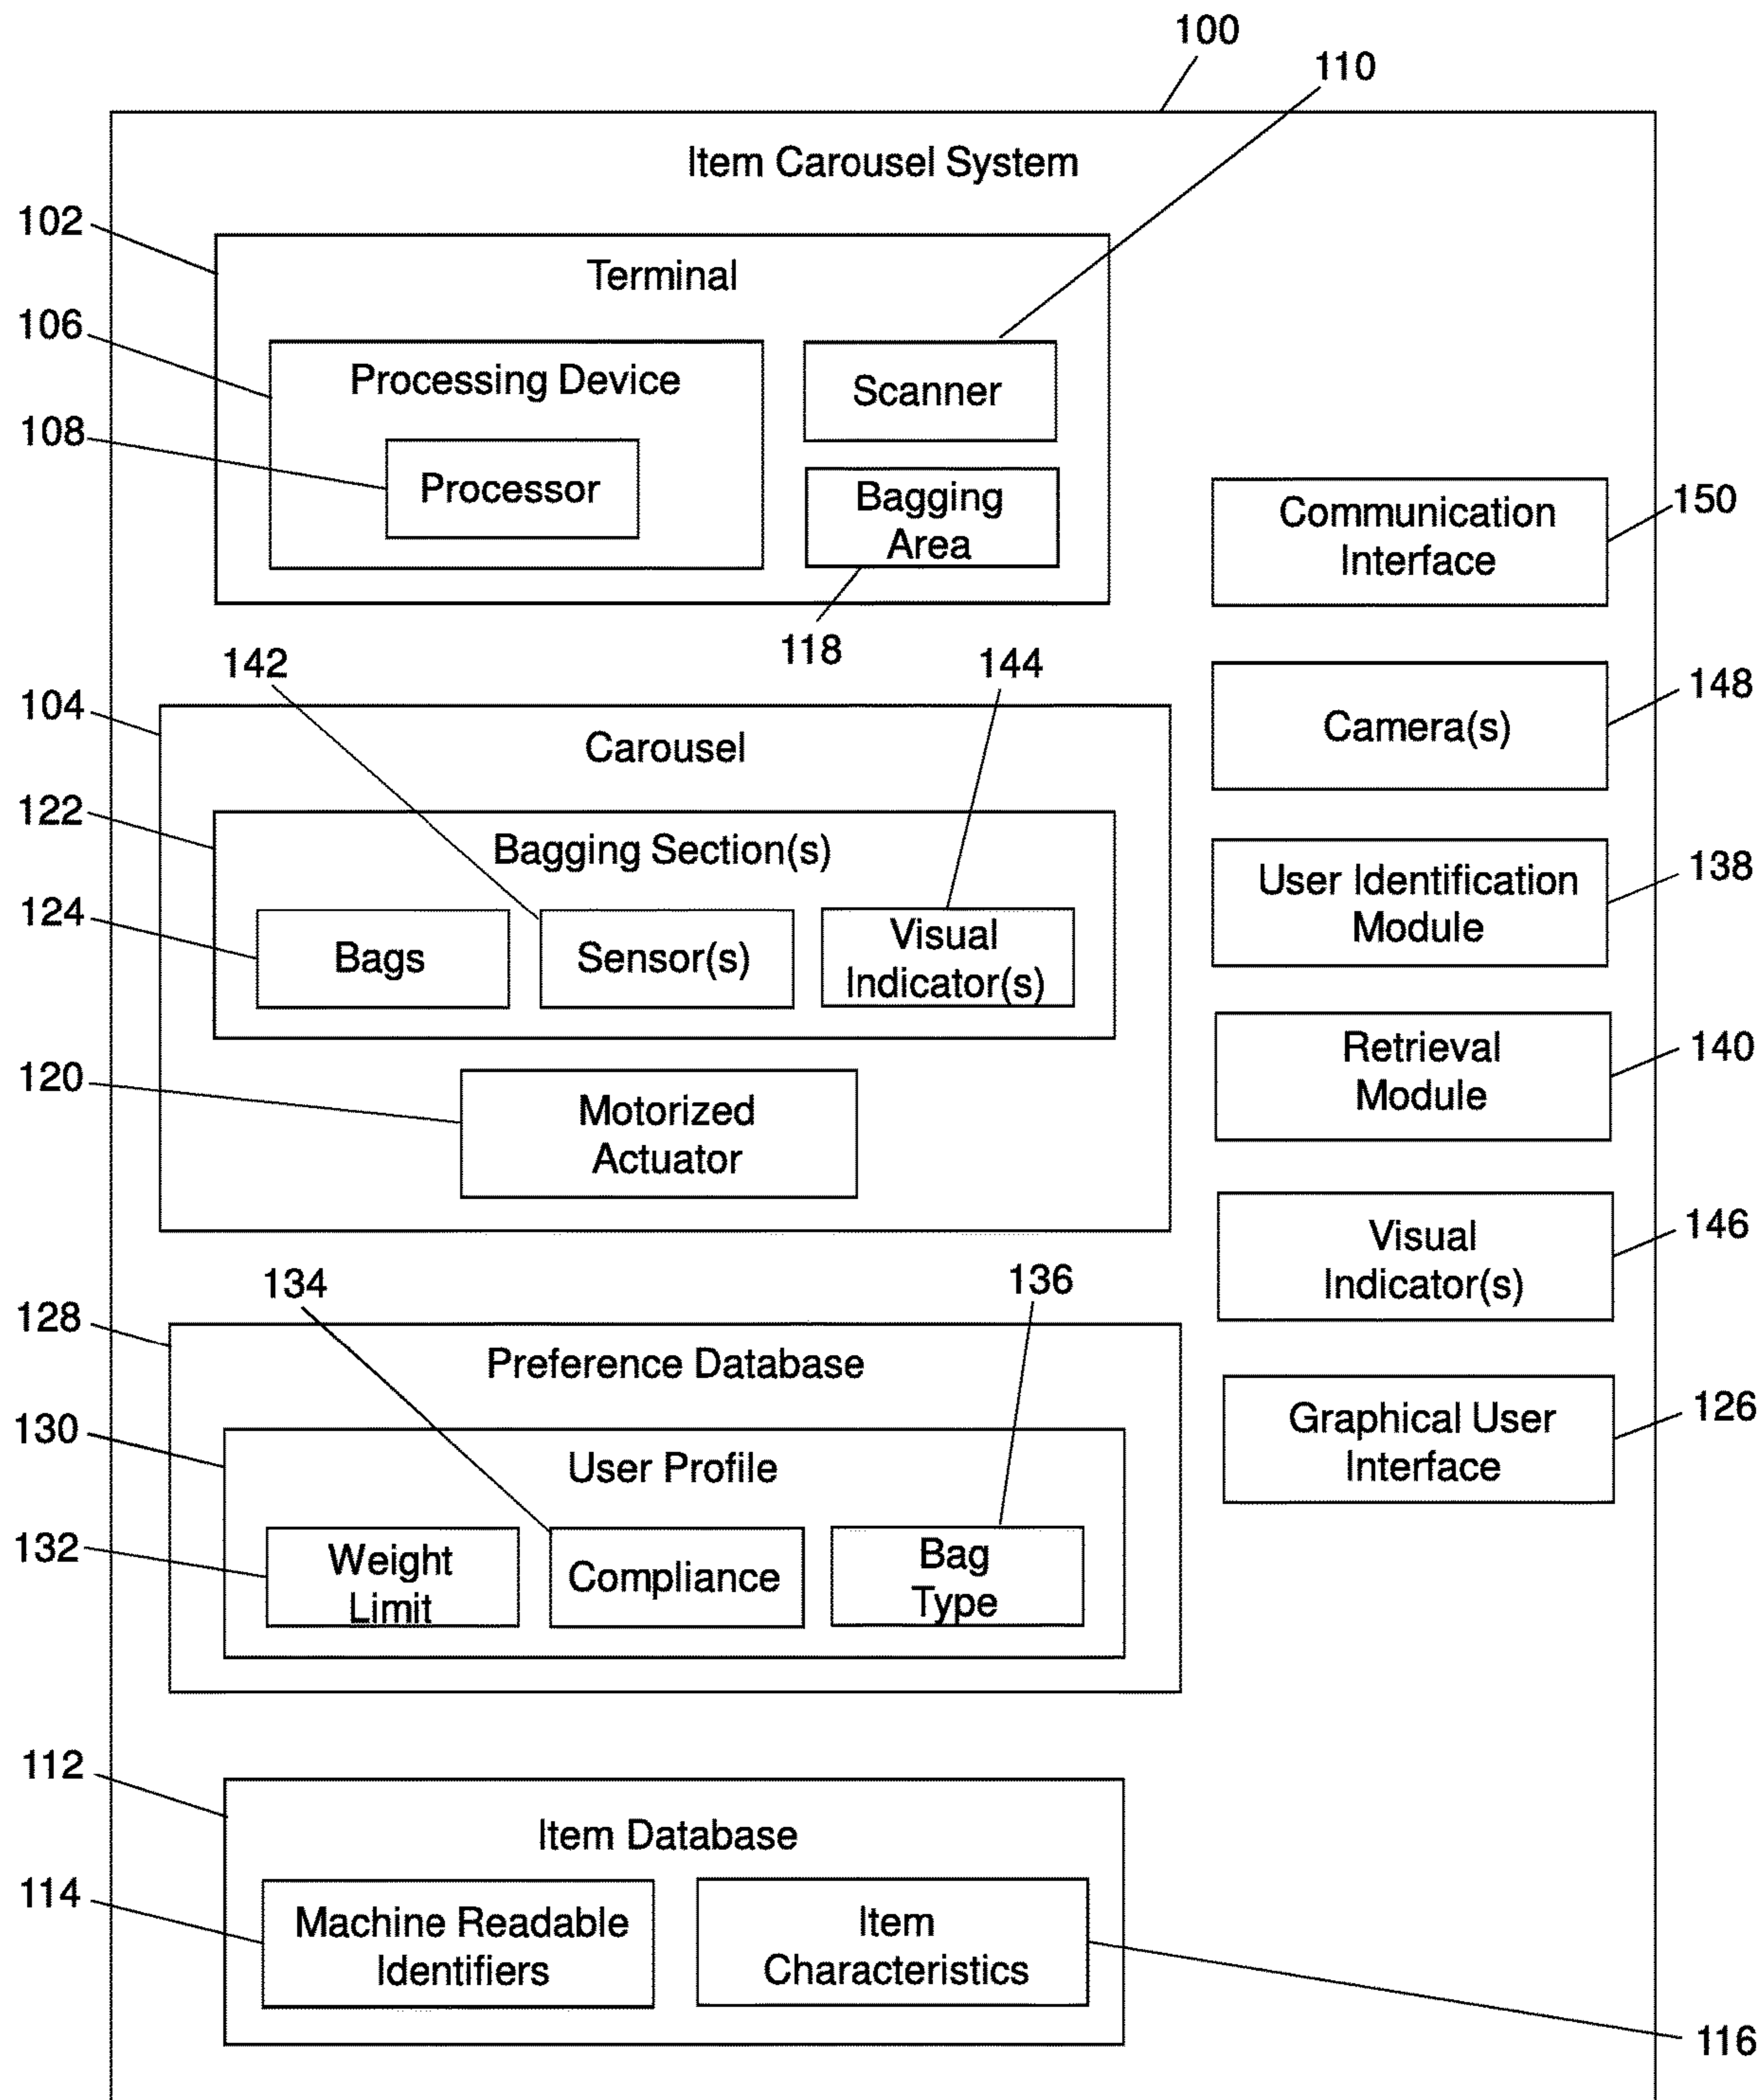 100
110
Item Carousel System
102
Terminal
106
Processing Device
Scanner
108
Processor
Bagging
Area
118
Communication
Interface
150
142
144
104
Carousel
Camera(s)
148
122
Bagging Section(s)
124
Bags
Sensor(s)
Visual
Indicator(s)
User Identification
Module
138
120
Motorized
Actuator
Retrieval
Module
140
Visual
Indicator(s)
146
134
136
128
Preference Database
130
User Profile
132
Weight
Limit
Compliance
Bag
Type
Graphical User
Interface
126
112
Item Database
114
Machine Readable
Identifiers
Item
Characteristics
116